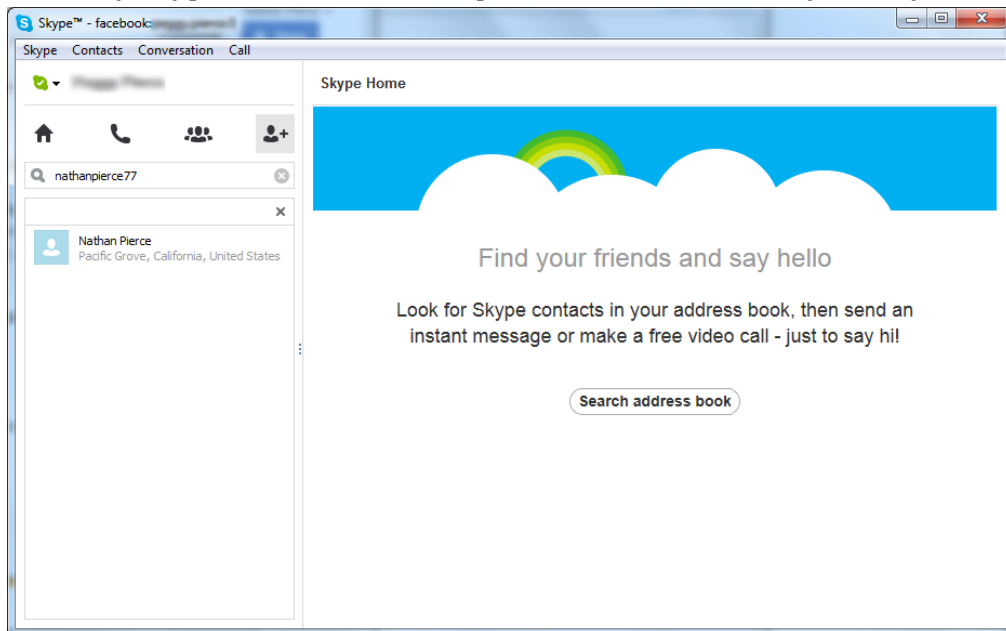 Skype™ - facebook:
Skype Contacts Conversation Call
Skype Home
nathanpierce77
Nathan Pierce
Pacific Grove, California, United States
Find your friends and say hello
Look for Skype contacts in your address book, then send an
instant message or make a free video call - just to say hi!
Search address book